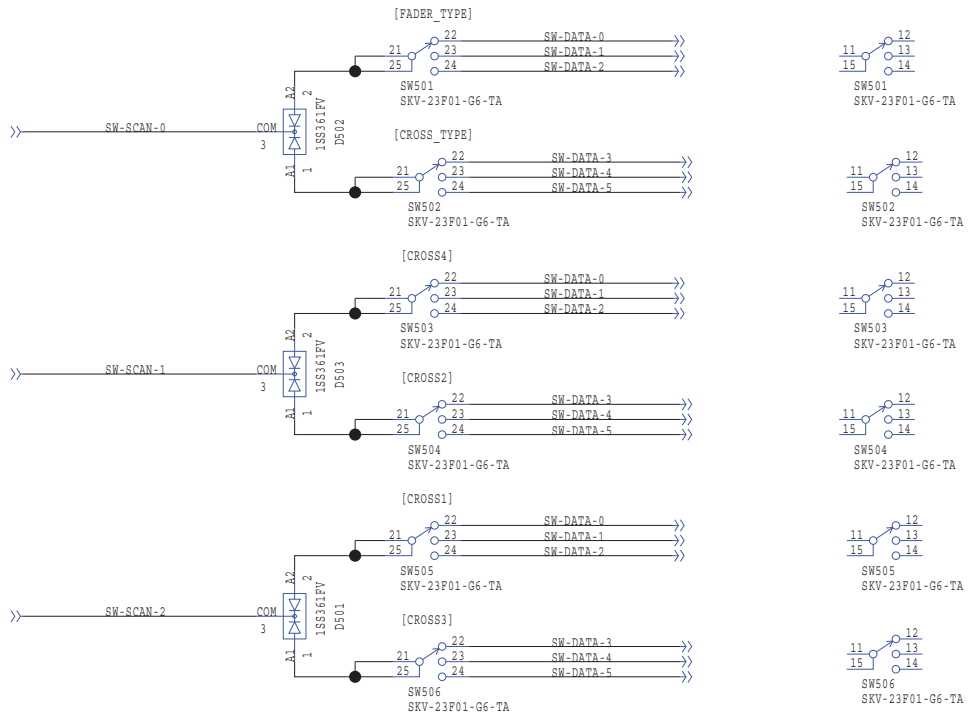 [FADER_TYPE]
22 SW-DATA-0
21 23 SW-DATA-1
25 24 SW-DATA-2
SW501
SKV-23F01-G6-TA
12
11 13
15 14
SW501
SKV-23F01-G6-TA
A2 2
SW-SCAN-0 COM
3
1SS361FV
D502
A1 1
[CROSS_TYPE]
22 SW-DATA-3
21 23 SW-DATA-4
25 24 SW-DATA-5
SW502
SKV-23F01-G6-TA
12
11 13
15 14
SW502
SKV-23F01-G6-TA
[CROSS4]
22 SW-DATA-0
21 23 SW-DATA-1
25 24 SW-DATA-2
SW503
SKV-23F01-G6-TA
12
11 13
15 14
SW503
SKV-23F01-G6-TA
A2 2
SW-SCAN-1 COM
3
1SS361FV
D503
A1 1
[CROSS2]
22 SW-DATA-3
21 23 SW-DATA-4
25 24 SW-DATA-5
SW504
SKV-23F01-G6-TA
12
11 13
15 14
SW504
SKV-23F01-G6-TA
[CROSS1]
22 SW-DATA-0
21 23 SW-DATA-1
25 24 SW-DATA-2
SW505
SKV-23F01-G6-TA
12
11 13
15 14
SW505
SKV-23F01-G6-TA
A2 2
SW-SCAN-2 COM
3
1SS361FV
D501
A1 1
[CROSS3]
22 SW-DATA-3
21 23 SW-DATA-4
25 24 SW-DATA-5
SW506
SKV-23F01-G6-TA
12
11 13
15 14
SW506
SKV-23F01-G6-TA